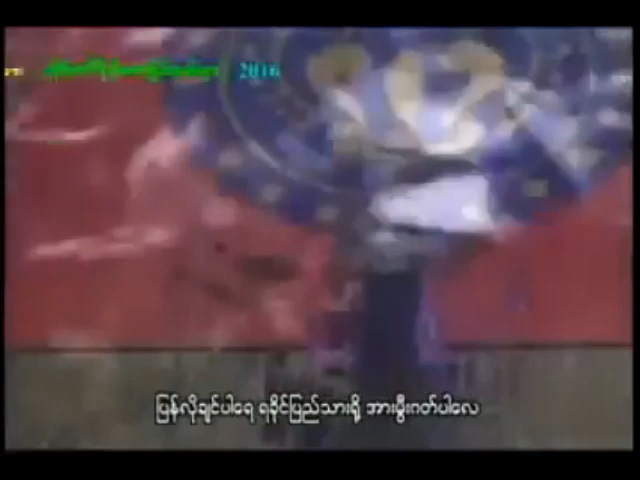 2016
ပြန်လိုချင်ပါရေ ရခိုင်ပြည်သားရို့ အားမွီးဂတ်ပါလေ